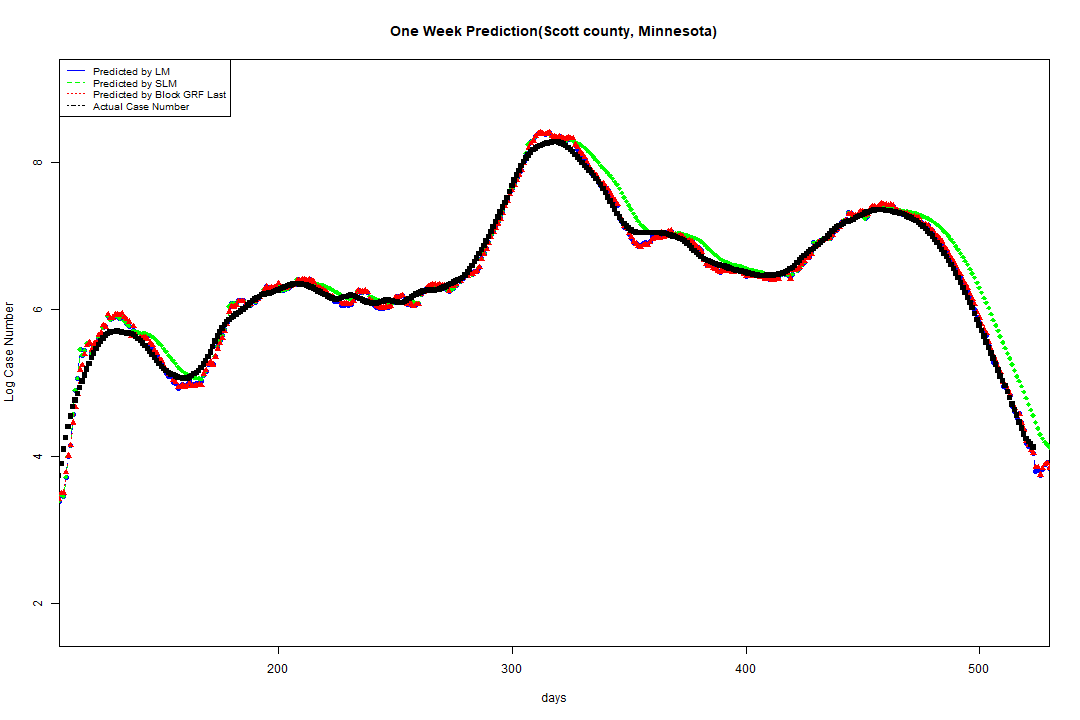 One Week Prediction(Scott county, Minnesota)
Predicted by LM
Predicted by SLM
Predicted by Block GRF Last
Actual Case Number
Log Case Number
8
6
4
2
200
300
400
500
days